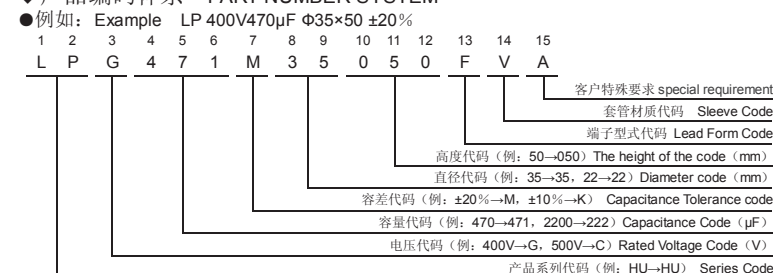 产品编码体系 PART NUMBER SYSTEM
●例如：Example LP 400V470μF Φ35×50 ±20%
1 2 3 4 5 6 7 8 9 10 11 12 13 14 15
L P G 4 7 1 M 3 5 0 5 0 F V A
客户特殊要求 special requirement
套管材质代码 Sleeve Code
端子型式代码 Lead Form Code
高度代码（例：50→050）The height of the code（mm）
直径代码（例：35→35，22→22）Diameter code（mm）
容差代码（例：±20%→M，±10%→K） Capacitance Tolerance code
容量代码（例：470→471，2200→222）Capacitance Code（μF）
电压代码（例：400V→G，500V→C）Rated Voltage Code（V）
产品系列代码（例：HU→HU） Series Code